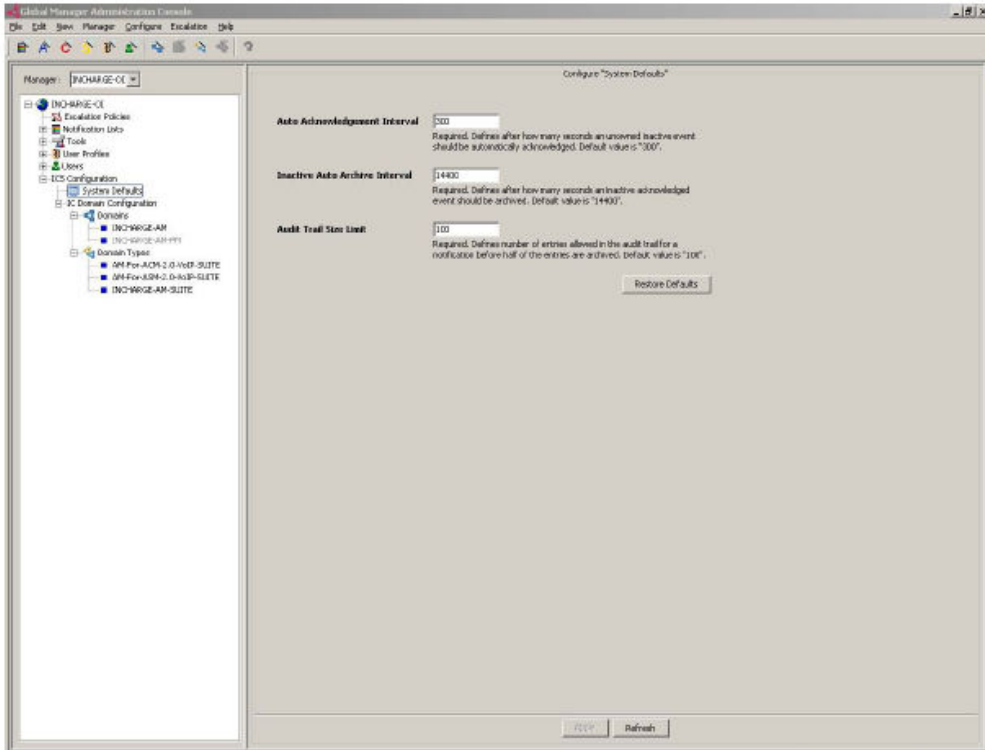 Global Manager Administration Console
File Edit View Manager Configure Escalation Help
Manager: INCHARGE-OI
INCHARGE-OI
Escalation Policies
Notification Lists
Tools
User Profiles
Users
ICS Configuration
System Defaults
IC Domain Configuration
Domains
INCHARGE-AM
INCHARGE-AM-PM
Domain Types
AM-For-ACM-2.0-VoIP-SUITE
AM-For-ASM-2.0-VoIP-SUITE
INCHARGE-AM-SUITE
Configure "System Defaults"
Auto Acknowledgement Interval 300
Required. Defines after how many seconds an unowned inactive event
should be automatically acknowledged. Default value is "300".
Inactive Auto Archive Interval 14400
Required. Defines after how many seconds an inactive acknowledged
event should be archived. Default value is "14400".
Audit Trail Size Limit 100
Required. Defines number of entries allowed in the audit trail for a
notification before half of the entries are archived. Default value is "100".
Restore Defaults
Apply Refresh